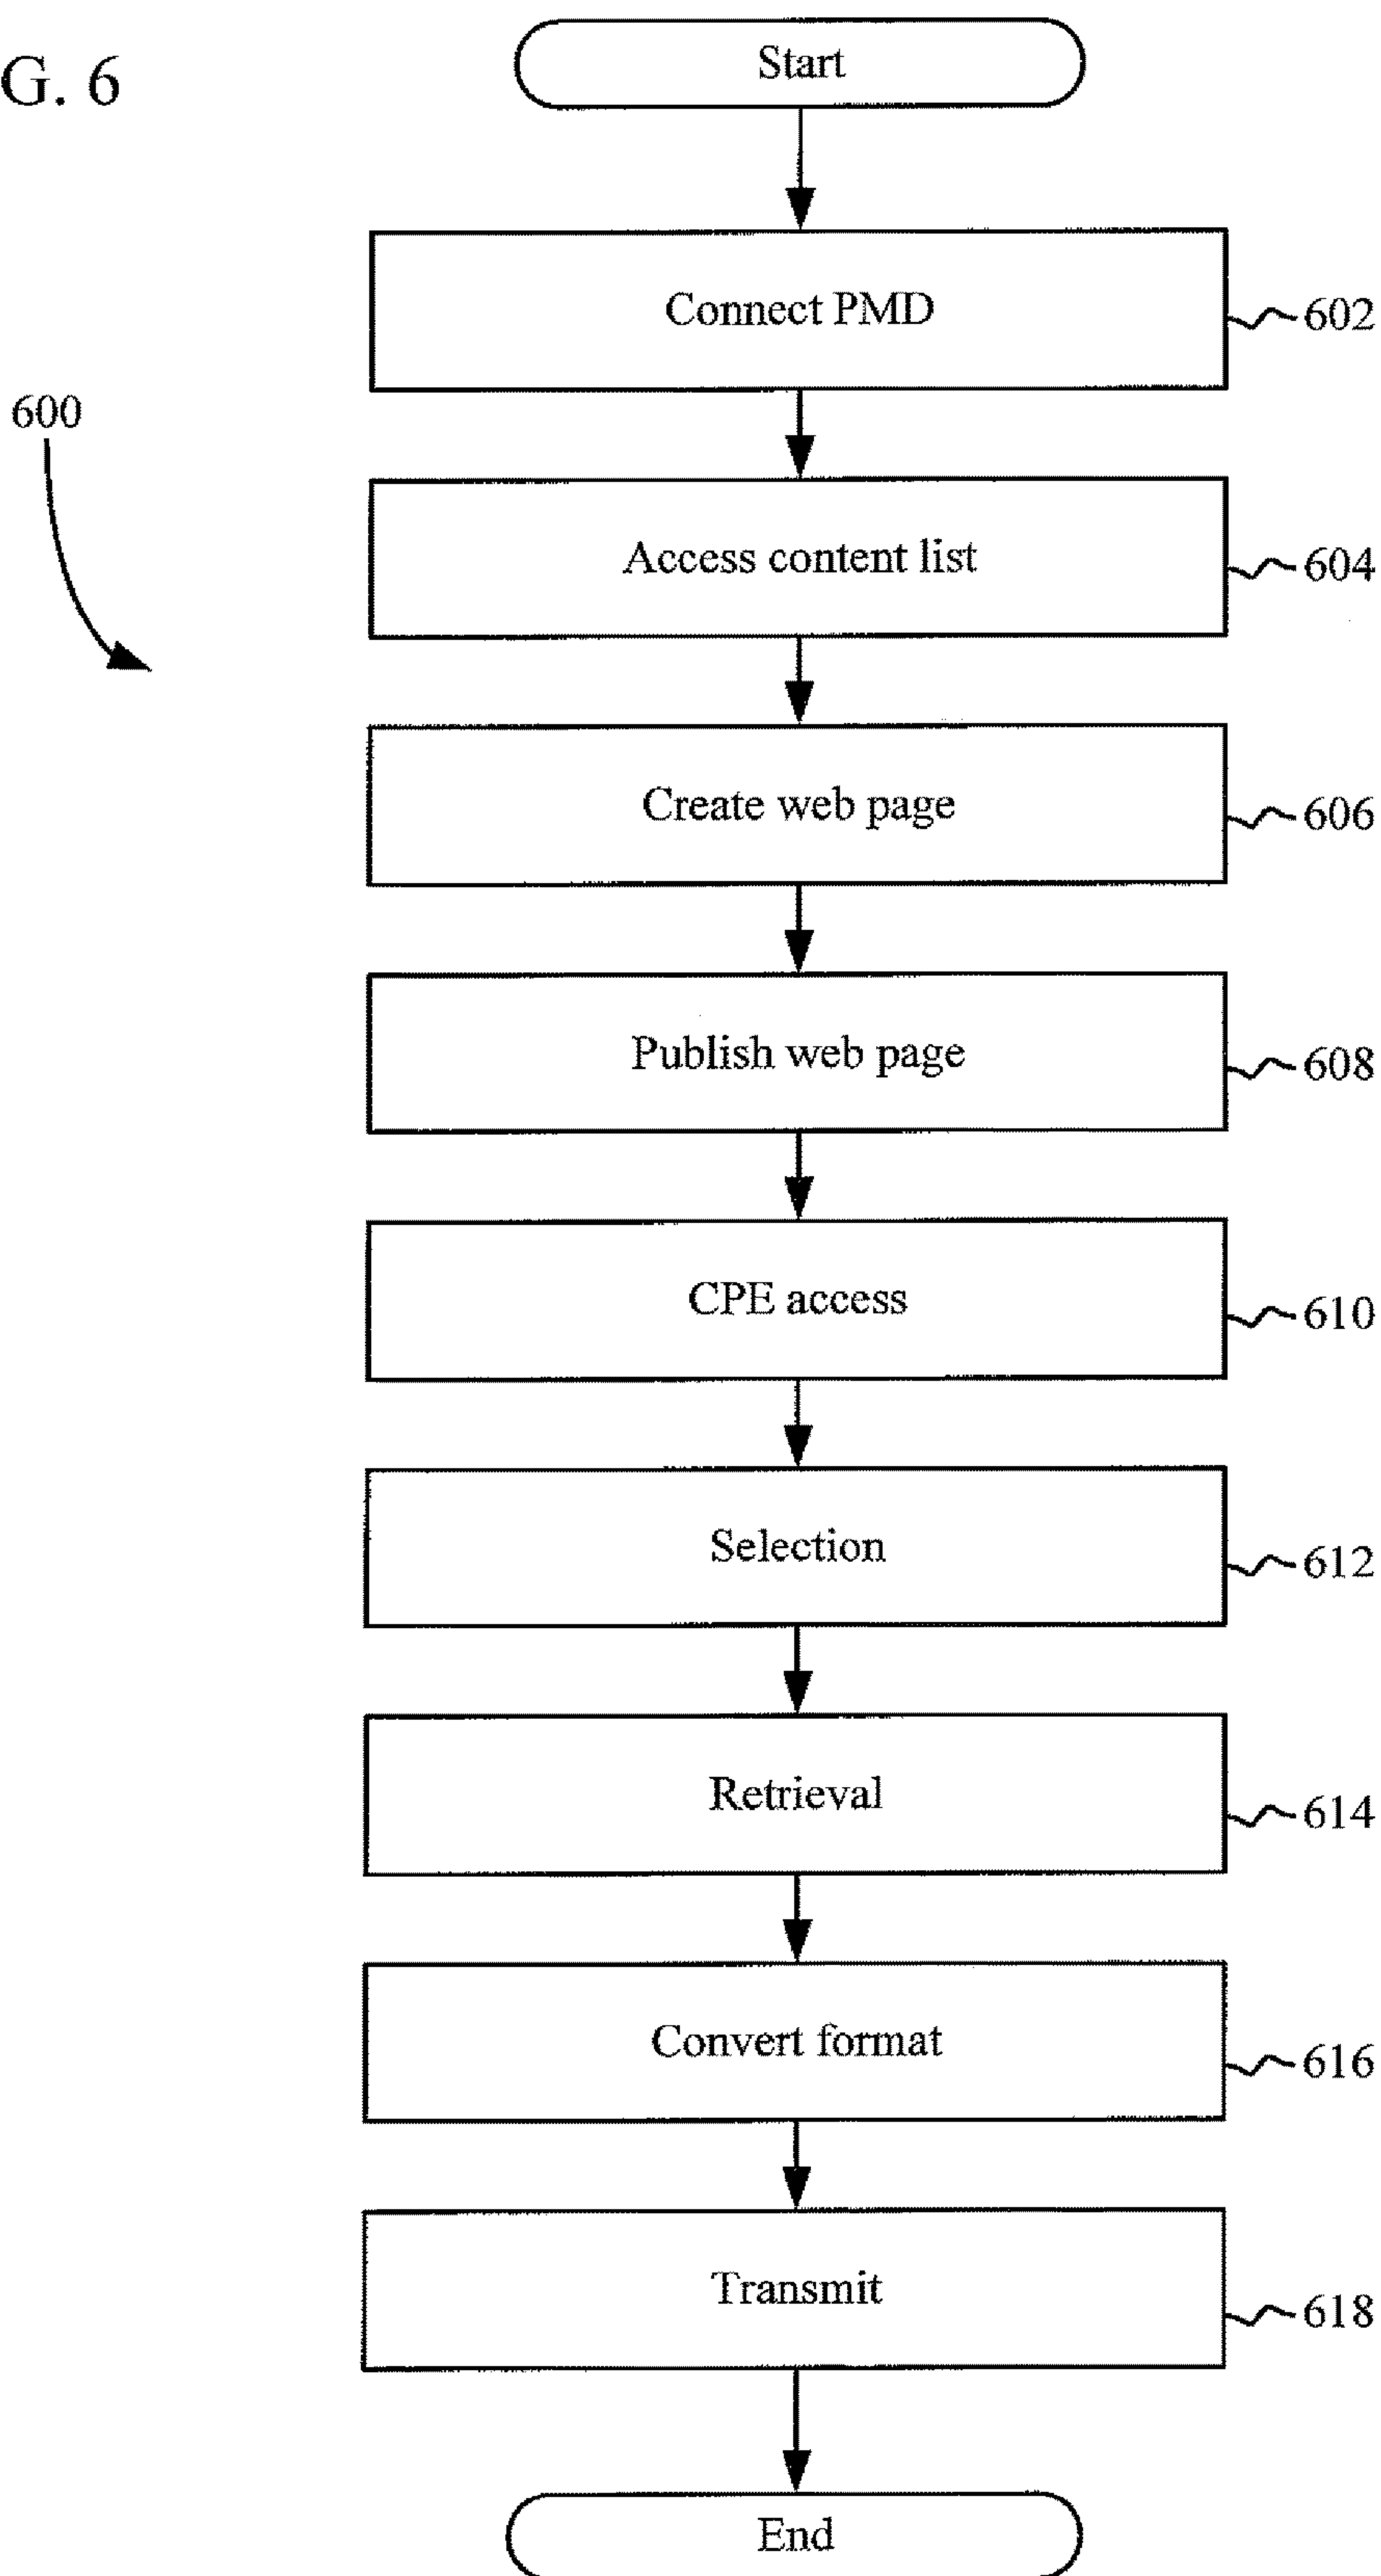 G. 6
Start
Connect PMD
602
600
Access content list
604
Create web page
606
Publish web page
608
CPE access
610
Selection
612
Retrieval
614
Convert format
616
Transmit
618
End